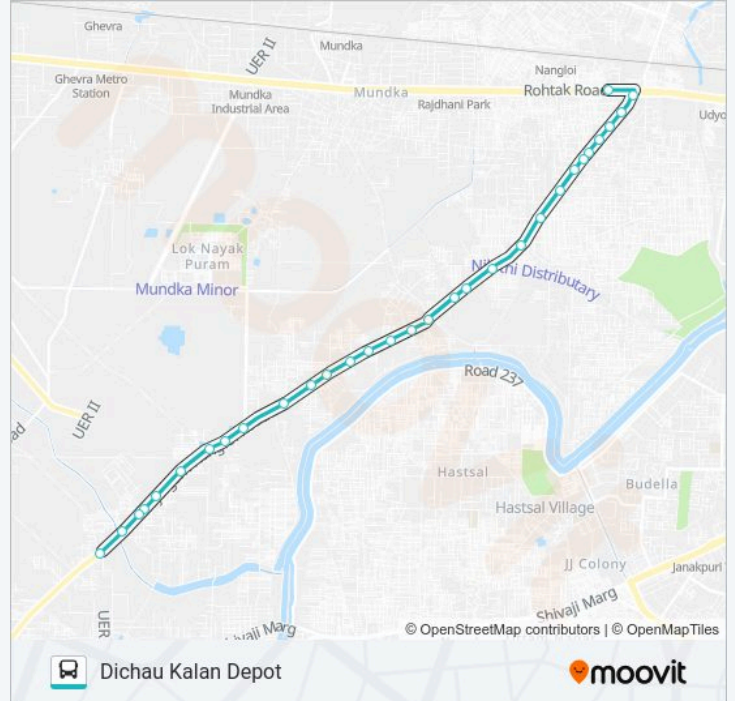 Ghevra
UER II
Mundka
Nangloi
Ghevra Metro
Station
Mundka
Industrial Area
Mundka
Rajdhani Park
Rohtak Road
Udyo
Lok Nayak
Puram
Mundka Minor
Nilothi Distributary
Road 237
UER II
ad
Hastsal
Hastsal Village
Budella
JJ Colony
Janakpuri
Shivaji Marg
UER
ivaji Marg
© OpenStreetMap contributors | © OpenMapTiles
Dichau Kalan Depot
moovit